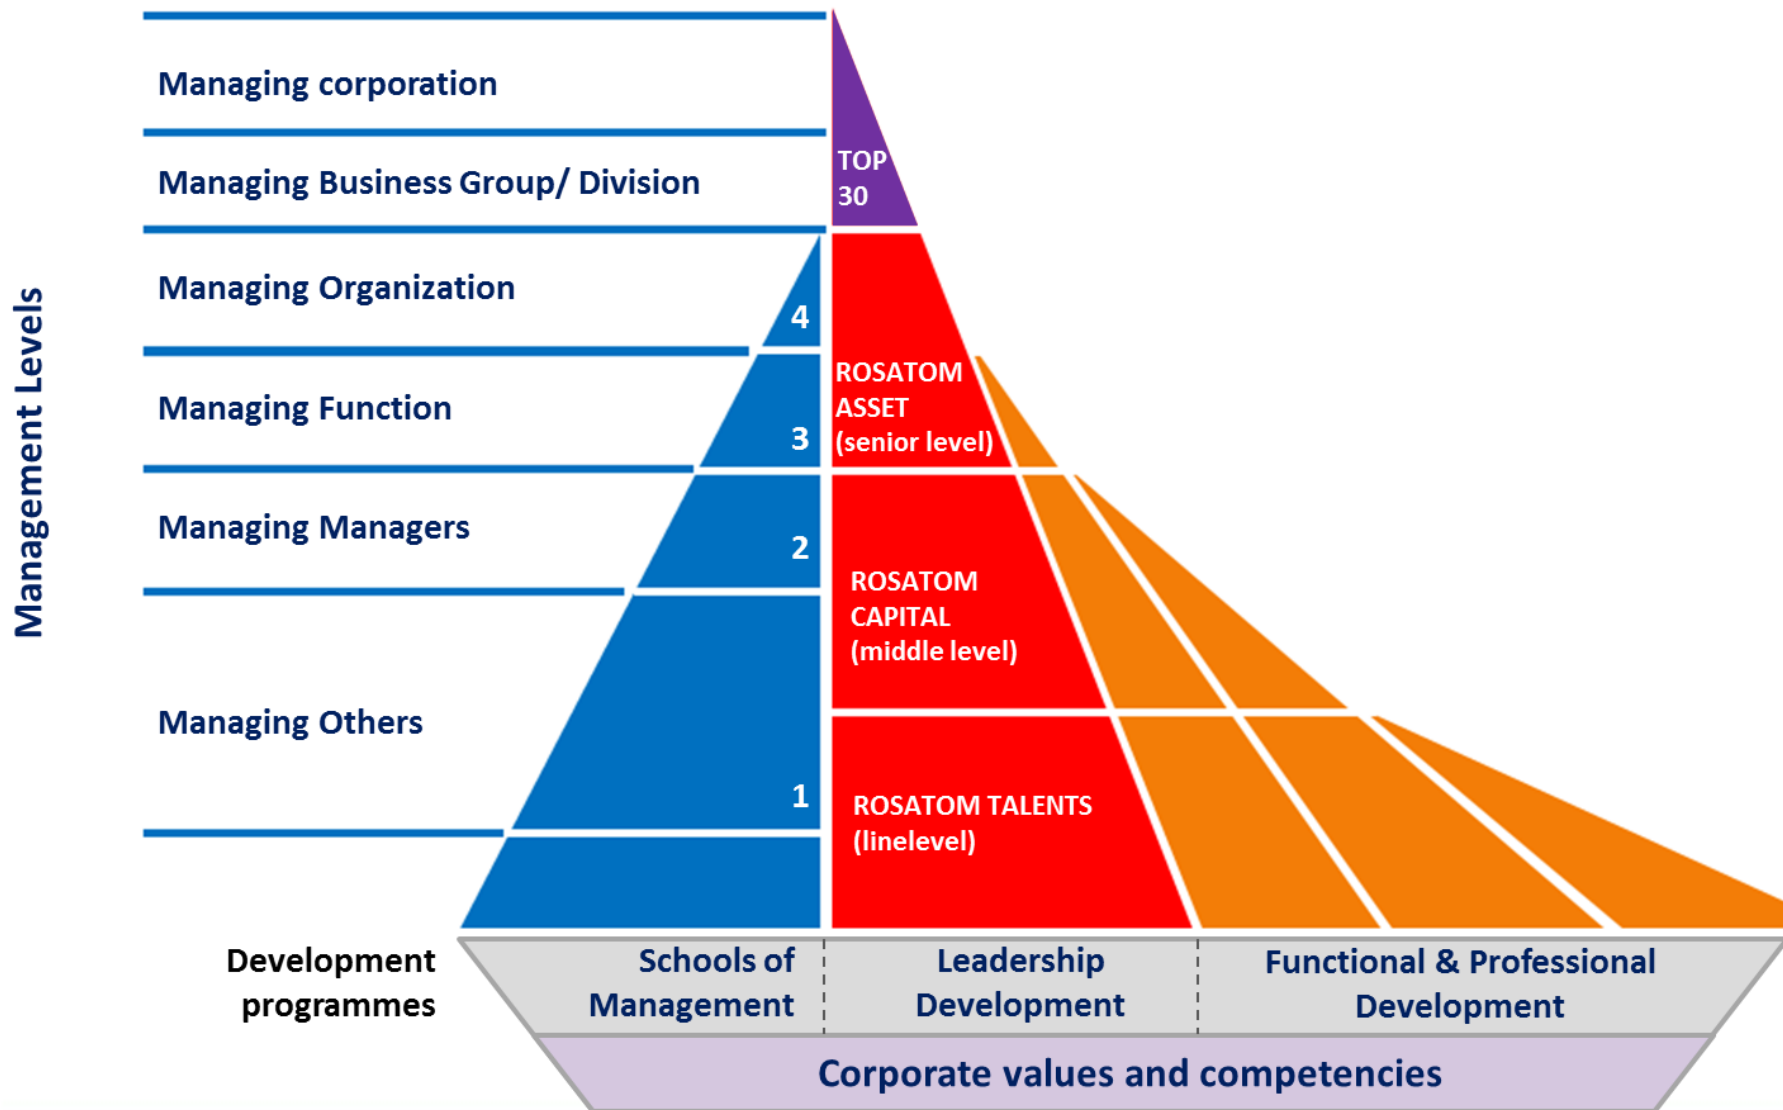 Management Levels
Managing corporation
Managing Business Group/ Division
Managing Organization
Managing Function
Managing Managers
Managing Others
4
3
2
1
TOP
30
ROSATOM
ASSET
(senior level)
ROSATOM
CAPITAL
(middle level)
ROSATOM TALENTS
(linelevel)
Development
programmes
Schools of
Management
Leadership
Development
Functional & Professional
Development
Corporate values and competencies